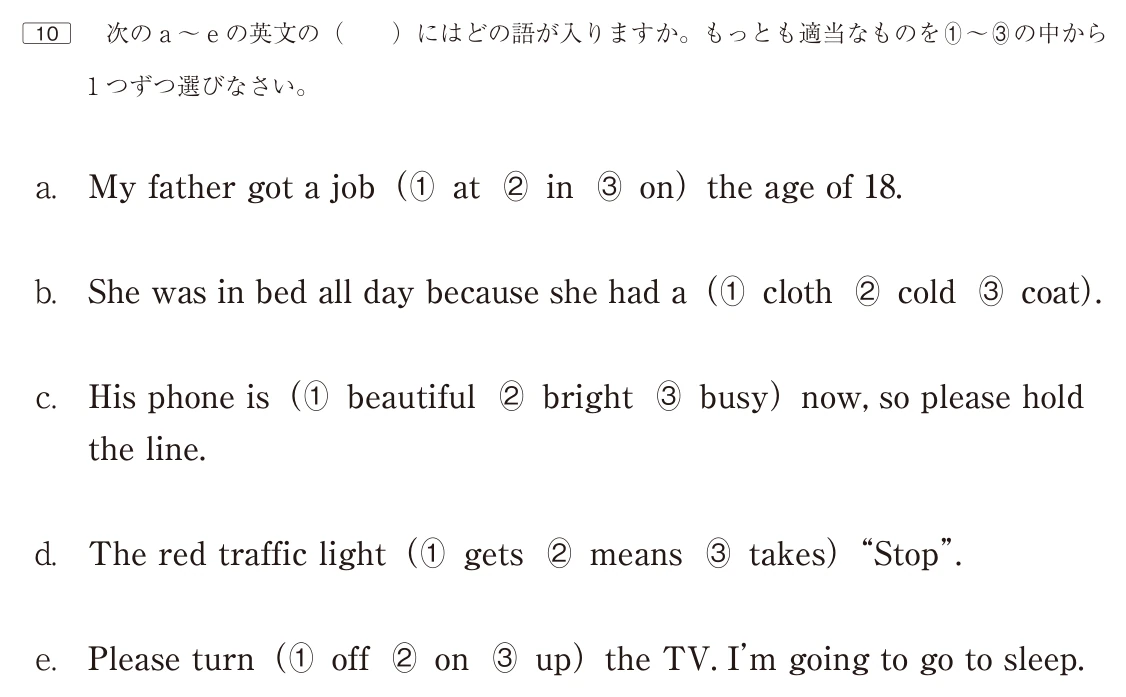 10 次のa～eの英文の（　　）にはどの語が入りますか。もっとも適当なものを①～③の中から
1つずつ選びなさい。
a. My father got a job（① at ② in ③ on）the age of 18.
b. She was in bed all day because she had a（① cloth ② cold ③ coat）.
c. His phone is（① beautiful ② bright ③ busy）now, so please hold
the line.
d. The red traffic light（① gets ② means ③ takes）“Stop”.
e. Please turn（① off ② on ③ up）the TV. I’m going to go to sleep.